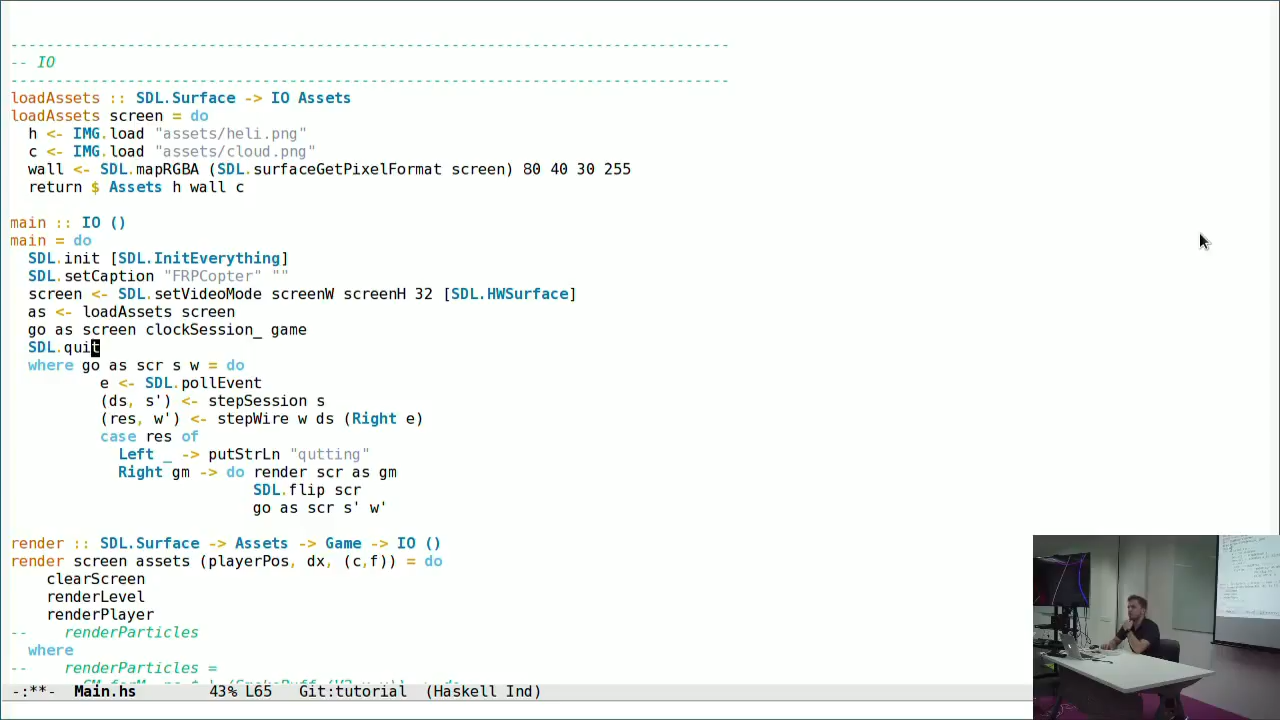 --------------------------------------------------------------------------------
-- IO
--------------------------------------------------------------------------------
loadAssets :: SDL.Surface -> IO Assets
loadAssets screen = do
  h <- IMG.load "assets/heli.png"
  c <- IMG.load "assets/cloud.png"
  wall <- SDL.mapRGBA (SDL.surfaceGetPixelFormat screen) 80 40 30 255
  return $ Assets h wall c

main :: IO ()
main = do
  SDL.init [SDL.InitEverything]
  SDL.setCaption "FRPCopter" ""
  screen <- SDL.setVideoMode screenW screenH 32 [SDL.HWSurface]
  as <- loadAssets screen
  go as screen clockSession_ game
  SDL.quit
  where go as scr s w = do
          e <- SDL.pollEvent
          (ds, s') <- stepSession s
          (res, w') <- stepWire w ds (Right e)
          case res of
            Left _ -> putStrLn "qutting"
            Right gm -> do render scr as gm
                           SDL.flip scr
                           go as scr s' w'

render :: SDL.Surface -> Assets -> Game -> IO ()
render screen assets (playerPos, dx, (c,f)) = do
    clearScreen
    renderLevel
    renderPlayer
--    renderParticles
  where
--    renderParticles =
-:**-  Main.hs        43% L65   Git:tutorial  (Haskell Ind)